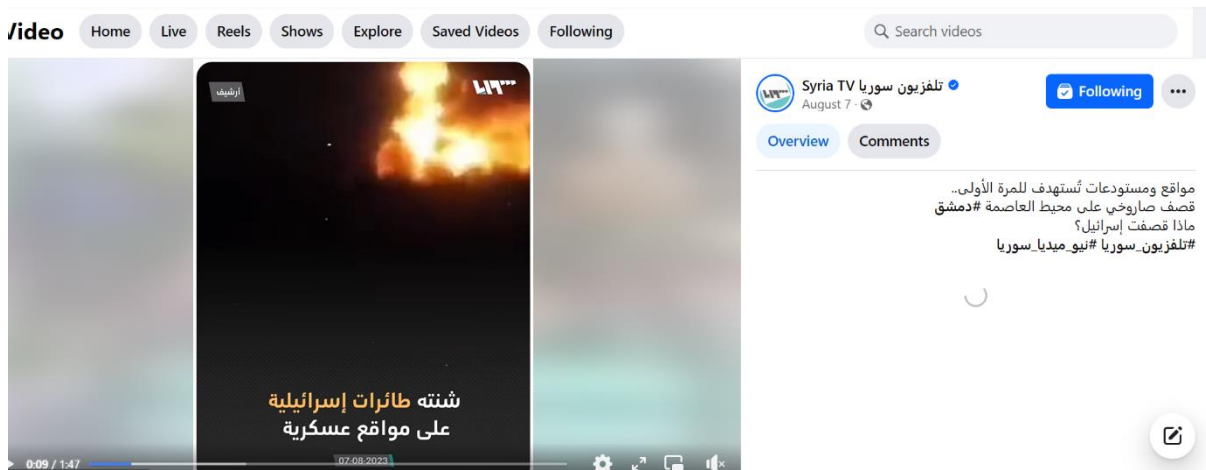 Video
Home
Live
Reels
Shows
Explore
Saved Videos
Following
Search videos
أرشيف
سوريا
شنته طائرات إسرائيلية
على مواقع عسكرية
07-08-2023
0:09 / 1:47
تلفزيون سوريا Syria TV
August 7 ·
Following
Overview
Comments
مواقع ومستودعات تُستهدف للمرة الأولى..
قصف صاروخي على محيط العاصمة #دمشق
ماذا قصفت إسرائيل؟
#تلفزيون_سوريا #نيو_ميديا_سوريا